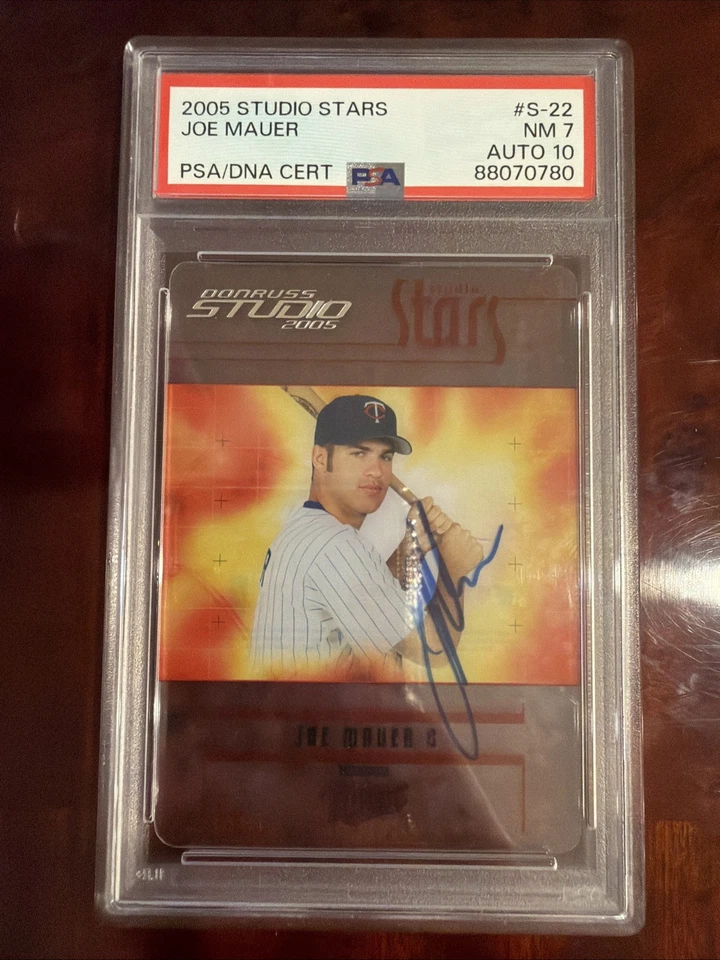 2005 STUDIO STARS #S-22
JOE MAUER NM 7
AUTO 10
PSA/DNA CERT PSA 88070780
DONRUSS
STUDIO
2005
studio
Stars
T C
JOE MAUER C